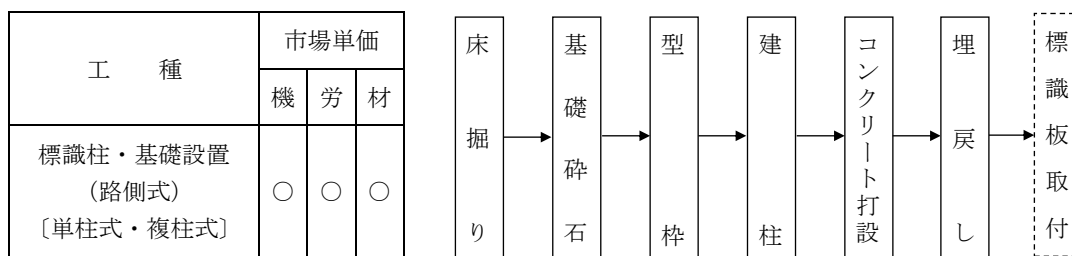 工　種
市場単価
機 労 材
標識柱・基礎設置
（路側式）
〔単柱式・複柱式〕
○ ○ ○
床掘り
基礎砕石
型枠
建柱
コンクリート打設
埋戻し
標識板取付